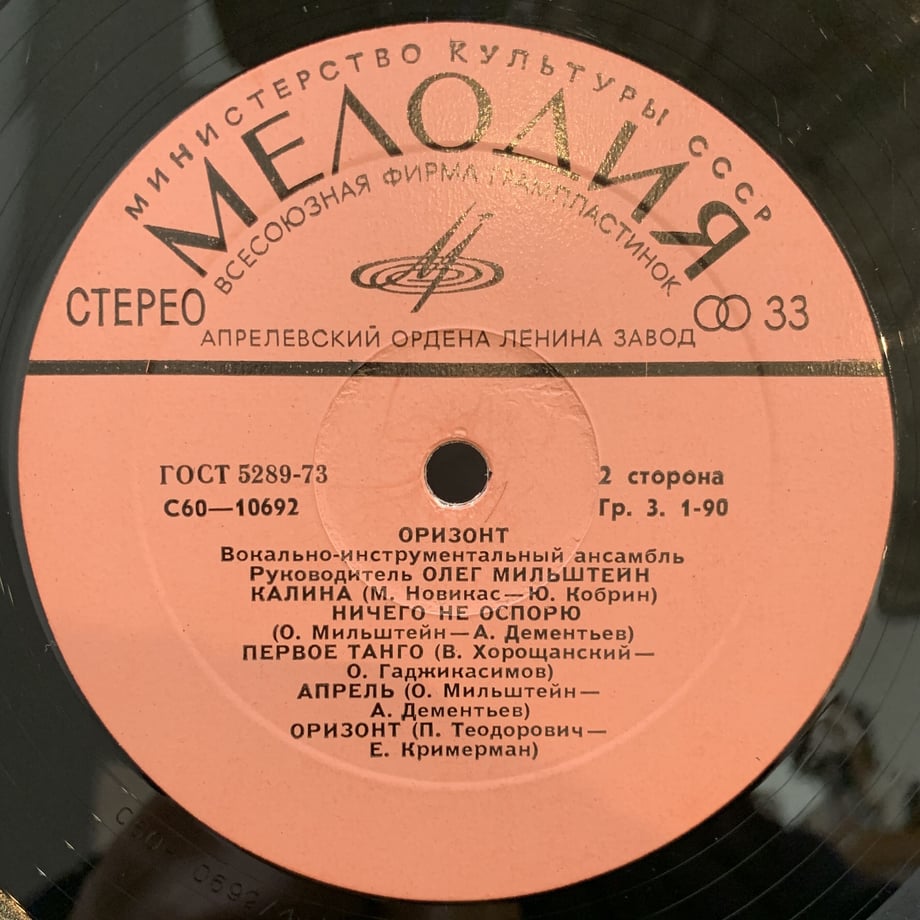 МИНИСТЕРСТВО КУЛЬТУРЫ СССР
МЕЛОДИЯ
ВСЕСОЮЗНАЯ ФИРМА ГРАМПЛАСТИНОК
СТЕРЕО
33
АПРЕЛЕВСКИЙ ОРДЕНА ЛЕНИНА ЗАВОД
ГОСТ 5289-73
2 сторона
С60—10692
Гр. 3. 1-90
ОРИЗОНТ
Вокально-инструментальный ансамбль
Руководитель ОЛЕГ МИЛЬШТЕЙН
КАЛИНА (М. Новикас—Ю. Кобрин)
НИЧЕГО НЕ ОСПОРЮ
(О. Мильштейн—А. Дементьев)
ПЕРВОЕ ТАНГО (В. Хорощанский—
О. Гаджикасимов)
АПРЕЛЬ (О. Мильштейн—
А. Дементьев)
ОРИЗОНТ (П. Теодорович—
Е. Кримерман)